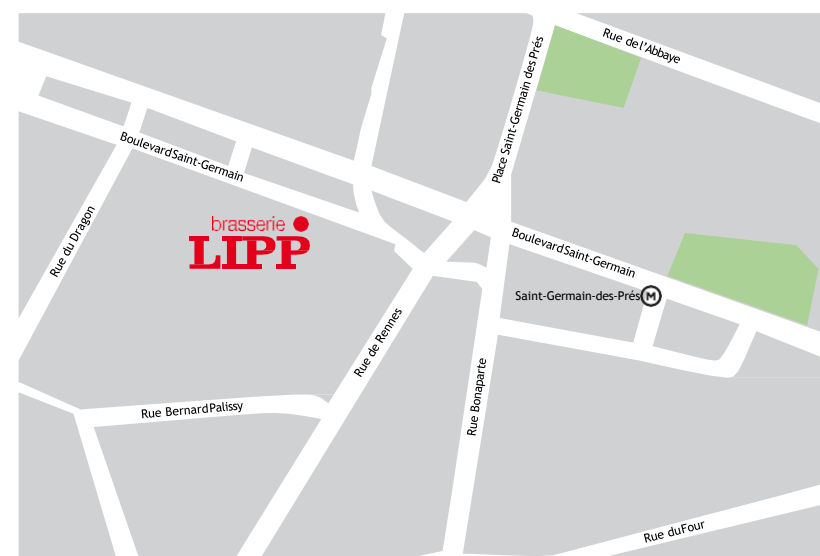 Rue de l'Abbaye
Place Saint-Germain des Prés
Boulevard Saint-Germain
Rue du Dragon
brasserie
LIPP
Boulevard Saint-Germain
Saint-Germain-des-Prés M
Rue de Rennes
Rue Bonaparte
Rue Bernard Palissy
Rue du Four